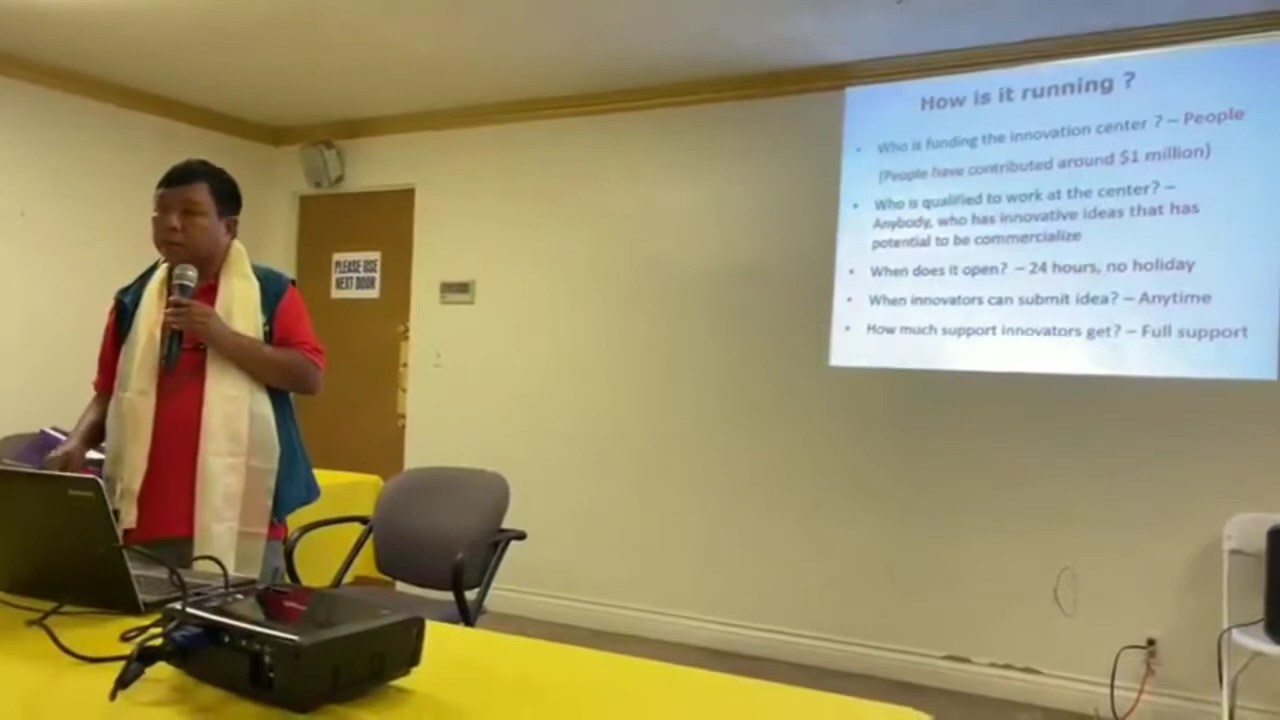 PLEASE USE
NEXT DOOR
How is it running ?
• Who is funding the innovation center ? – People
(People have contributed around $1 million)
• Who is qualified to work at the center? –
Anybody, who has innovative ideas that has
potential to be commercialize
• When does it open? – 24 hours, no holiday
• When innovators can submit idea? – Anytime
• How much support innovators get? – Full support